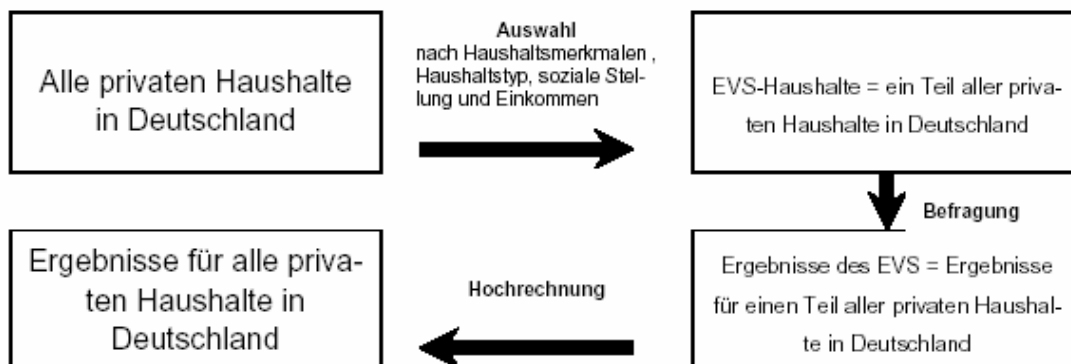 Alle privaten Haushalte
in Deutschland
Auswahl
nach Haushaltsmerkmalen ,
Haushaltstyp, soziale Stel-
lung und Einkommen
EVS-Haushalte = ein Teil aller priva-
ten Haushalte in Deutschland
Befragung
Ergebnisse des EVS = Ergebnisse
für einen Teil aller privaten Haushal-
te in Deutschland
Hochrechnung
Ergebnisse für alle priva-
ten Haushalte in
Deutschland